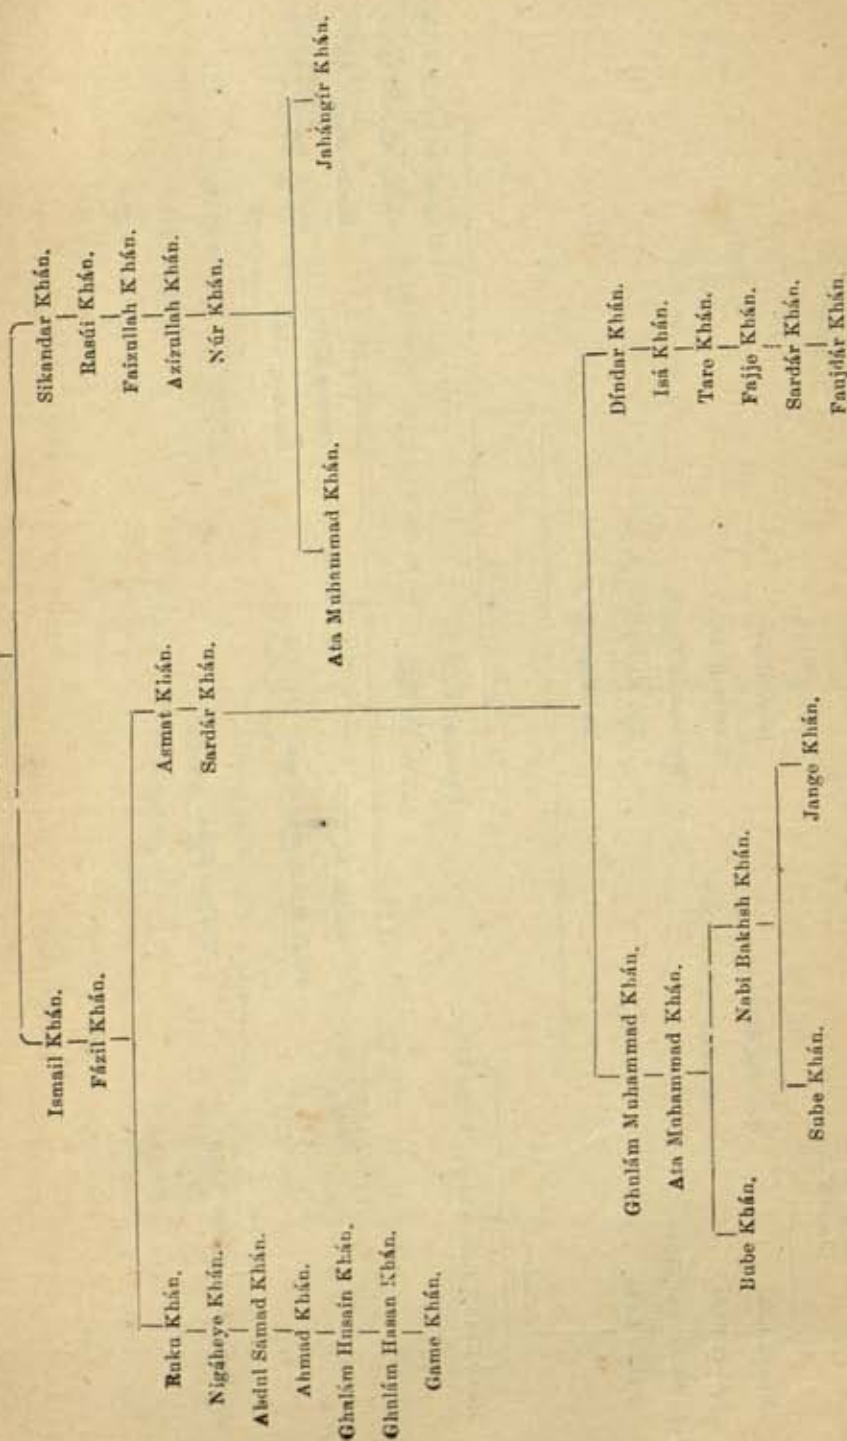 Ismail Khán.
Fázil Khán.
Ruku Khán.
Nigáheye Khán.
Abdul Samad Khán.
Ahmad Khán.
Ghulám Husain Khán.
Ghulám Hasan Khán.
Game Khán.
Asmat Khán.
Sardár Khán.
Ghulám Muhammad Khán.
Ata Muhammad Khán.
Bube Khán.
Nabi Bakhsh Khán.
Sube Khán.
Jange Khán.
Díndar Khán.
Isá Khán.
Tare Khán.
Fajje Khán.
Sardár Khán.
Faujdár Khán.
Sikandar Khán.
Rasúi Khán.
Faizullah Khán.
Azízullah Khán.
Núr Khán.
Ata Muhammad Khán.
Jahángír Khán.